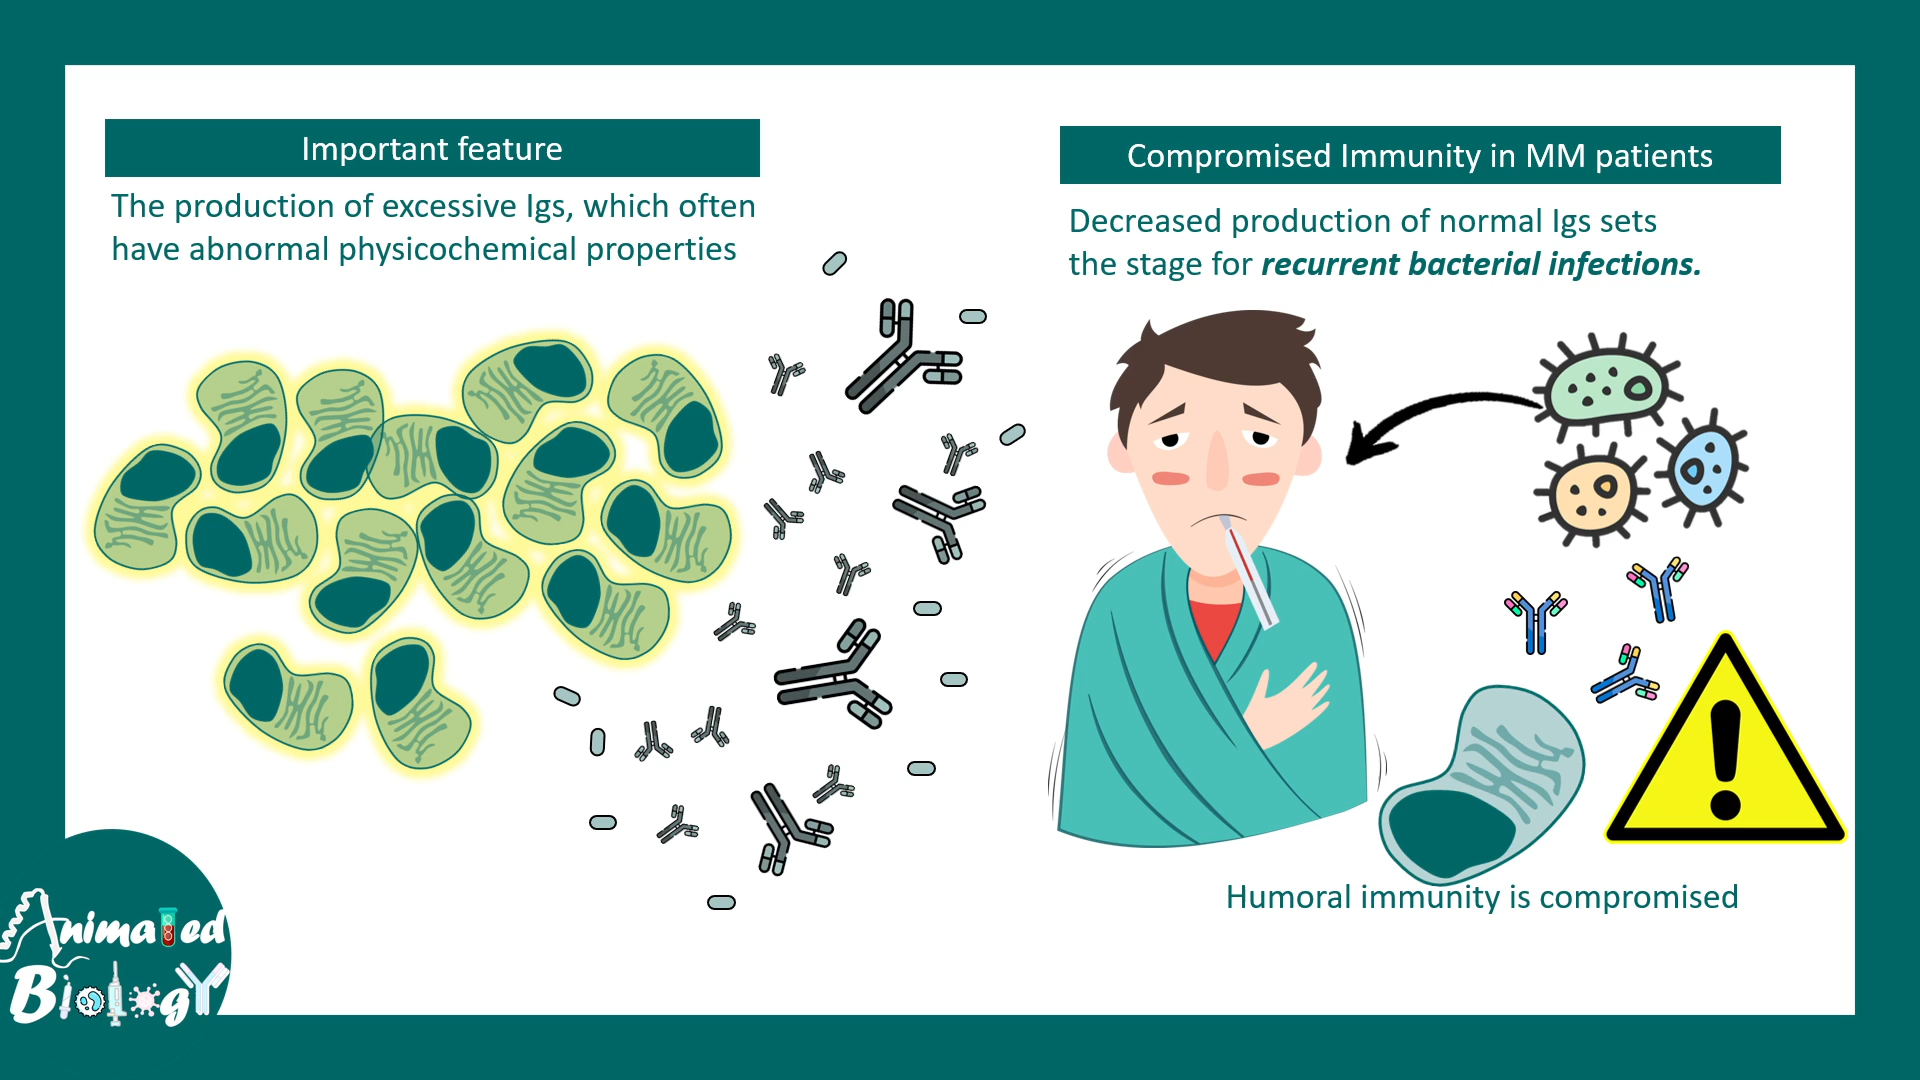 Important feature
The production of excessive Igs, which often
have abnormal physicochemical properties
Compromised Immunity in MM patients
Decreased production of normal Igs sets
the stage for recurrent bacterial infections.
Humoral immunity is compromised
Animated
Biology